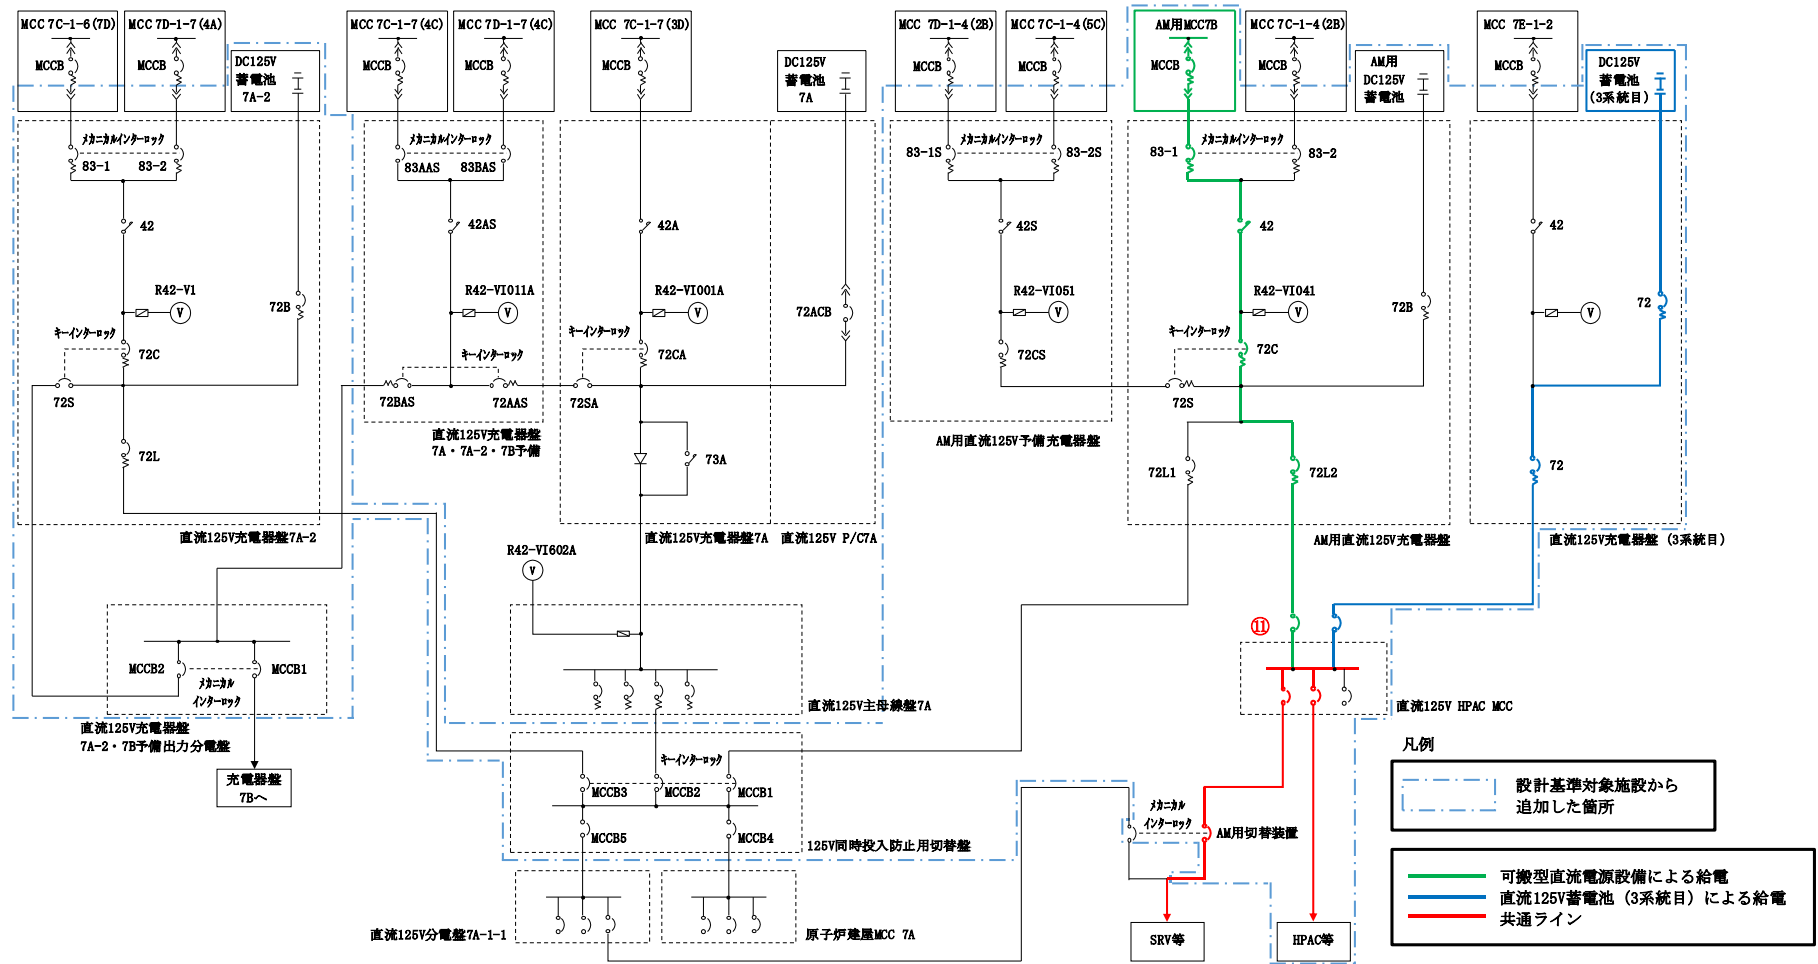 MCC 7C-1-6(7D)
MCC 7D-1-7(4A)
MCC 7C-1-7(4C)
MCC 7D-1-7(4C)
MCC 7C-1-7(3D)
MCC 7D-1-4(2B)
MCC 7C-1-4(5C)
AM用MCC7B
MCC 7C-1-4(2B)
MCC 7E-1-2
MCCB
MCCB
DC125V
蓄電池
7A-2
MCCB
MCCB
MCCB
DC125V
蓄電池
7A
MCCB
MCCB
MCCB
MCCB
AM用
DC125V
蓄電池
MCCB
DC125V
蓄電池
(3系統目)
メカニカルインターロック
メカニカルインターロック
メカニカルインターロック
メカニカルインターロック
83-1
83-2
83AAS
83BAS
83-1S
83-2S
83-1
83-2
42
42AS
42A
42S
42
42
R42-V1
V
R42-VI011A
V
R42-VI001A
V
R42-VI051
V
R42-VI041
V
V
72B
72ACB
72B
72
キーインターロック
72C
キーインターロック
キーインターロック
72CA
72CS
キーインターロック
72C
72S
72BAS
72AAS
72SA
72S
直流125V充電器盤
7A・7A-2・7B予備
AM用直流125V予備充電器盤
72L
73A
72L1
72L2
72
直流125V充電器盤7A-2
直流125V充電器盤7A
直流125V P/C7A
AM用直流125V充電器盤
直流125V充電器盤 (3系統目)
R42-VI602A
V
⑪
MCCB2
MCCB1
メカニカル
インターロック
直流125V充電器盤
7A-2・7B予備出力分電盤
充電器盤
7Bへ
直流125V主母線盤7A
直流125V HPAC MCC
キーインターロック
MCCB3
MCCB2
MCCB1
MCCB5
MCCB4
125V同時投入防止用切替盤
メカニカル
インターロック
AM用切替装置
直流125V分電盤7A-1-1
原子炉建屋MCC 7A
SRV等
HPAC等
凡例
設計基準対象施設から
追加した箇所
可搬型直流電源設備による給電
直流125V蓄電池 (3系統目) による給電
共通ライン